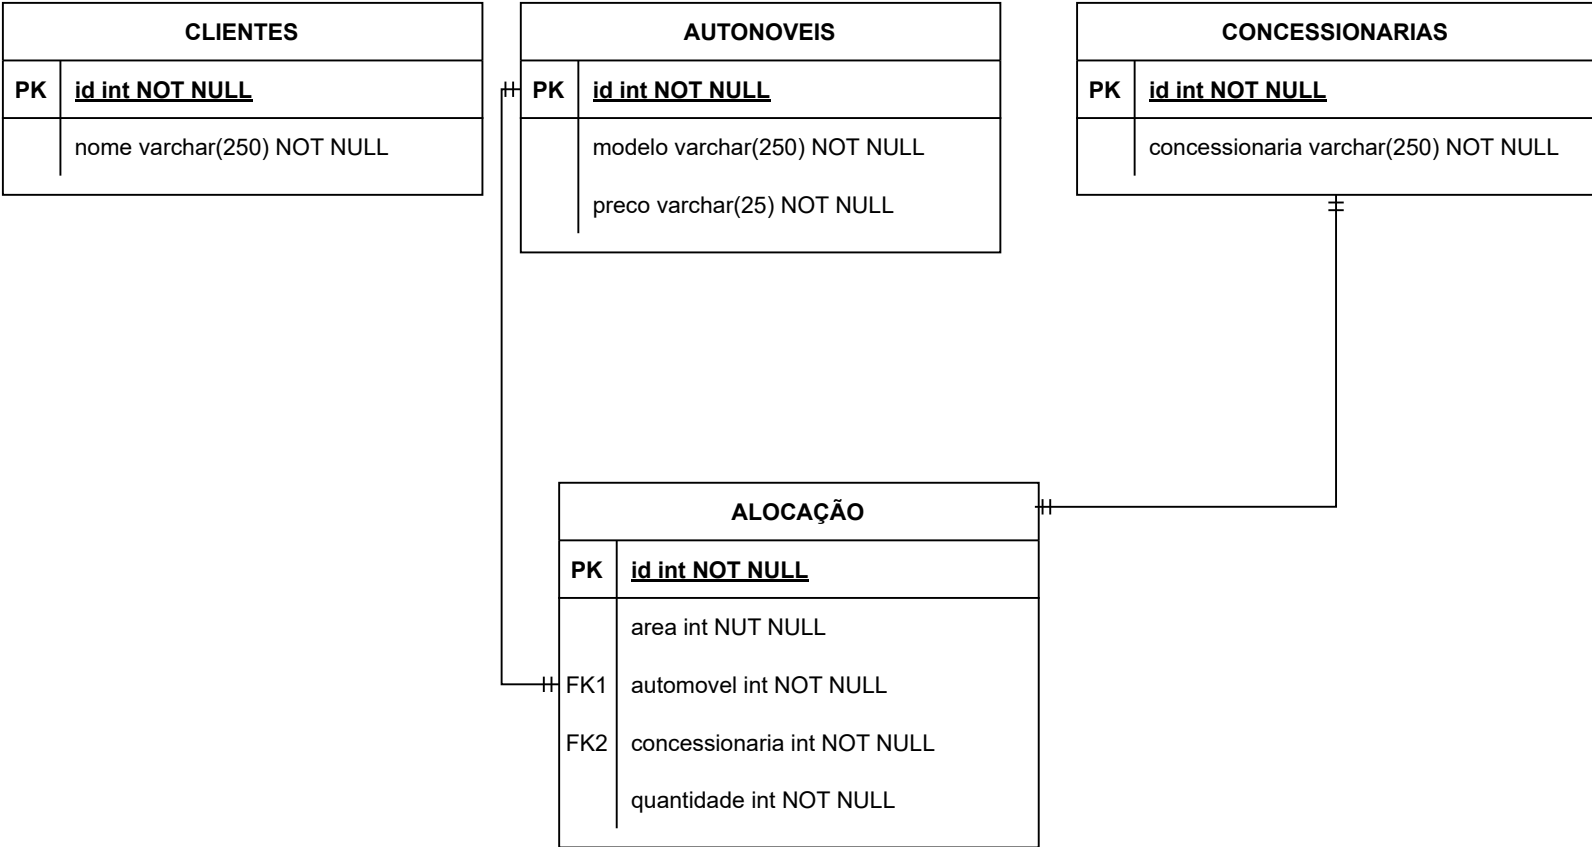 CLIENTES
PK id int NOT NULL
nome varchar(250) NOT NULL
AUTONOVEIS
PK id int NOT NULL
modelo varchar(250) NOT NULL
preco varchar(25) NOT NULL
CONCESSIONARIAS
PK id int NOT NULL
concessionaria varchar(250) NOT NULL
ALOCAÇÃO
PK id int NOT NULL
area int NUT NULL
FK1 automovel int NOT NULL
FK2 concessionaria int NOT NULL
quantidade int NOT NULL